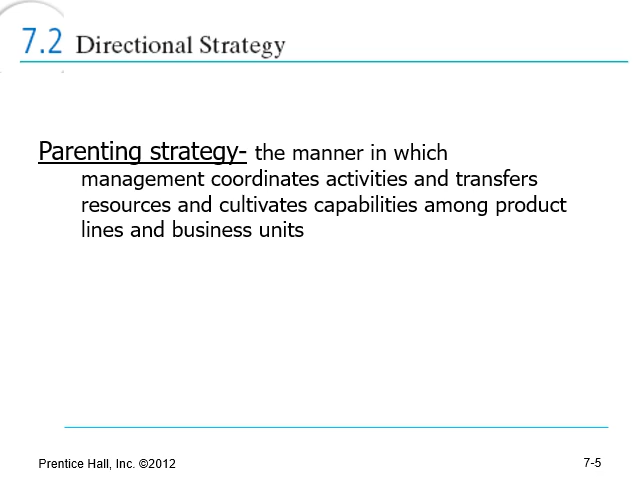 7.2 Directional Strategy
Parenting strategy- the manner in which
management coordinates activities and transfers
resources and cultivates capabilities among product
lines and business units
Prentice Hall, Inc. ©2012
7-5